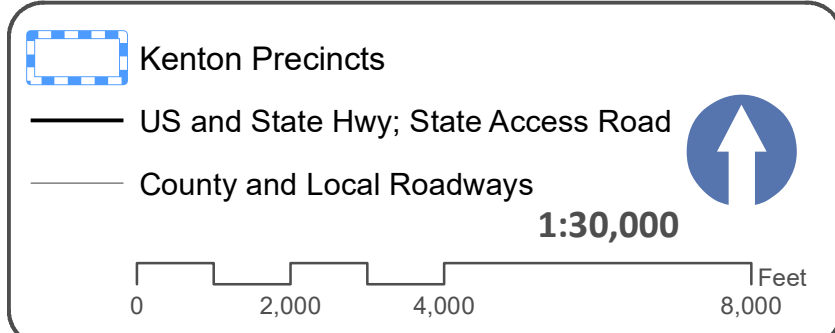 Kenton Precincts
US and State Hwy; State Access Road
County and Local Roadways
1:30,000
Feet
0 2,000 4,000 8,000